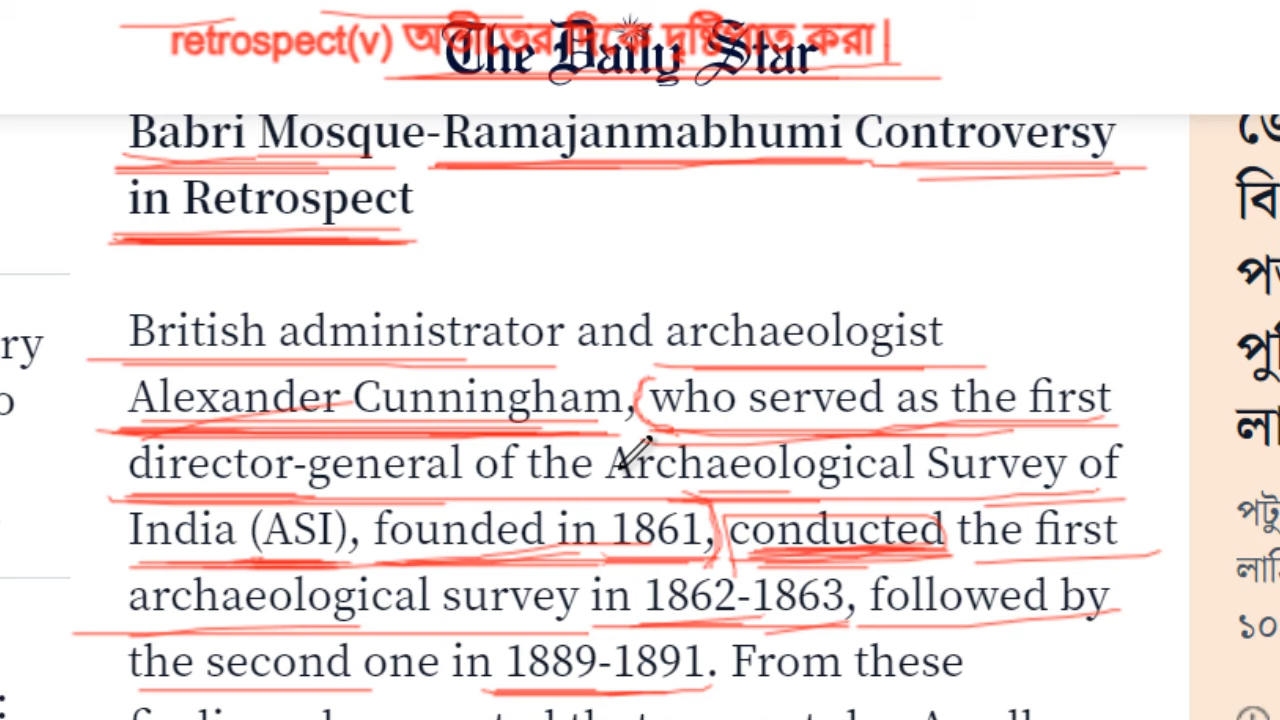 retrospect(v) অতীতের দিকে দৃষ্টিপাত করা|
The Daily Star
Babri Mosque-Ramajanmabhumi Controversy
in Retrospect
British administrator and archaeologist
Alexander Cunningham, who served as the first
director-general of the Archaeological Survey of
India (ASI), founded in 1861, conducted the first
archaeological survey in 1862-1863, followed by
the second one in 1889-1891. From these
ry
বি
লা
১০